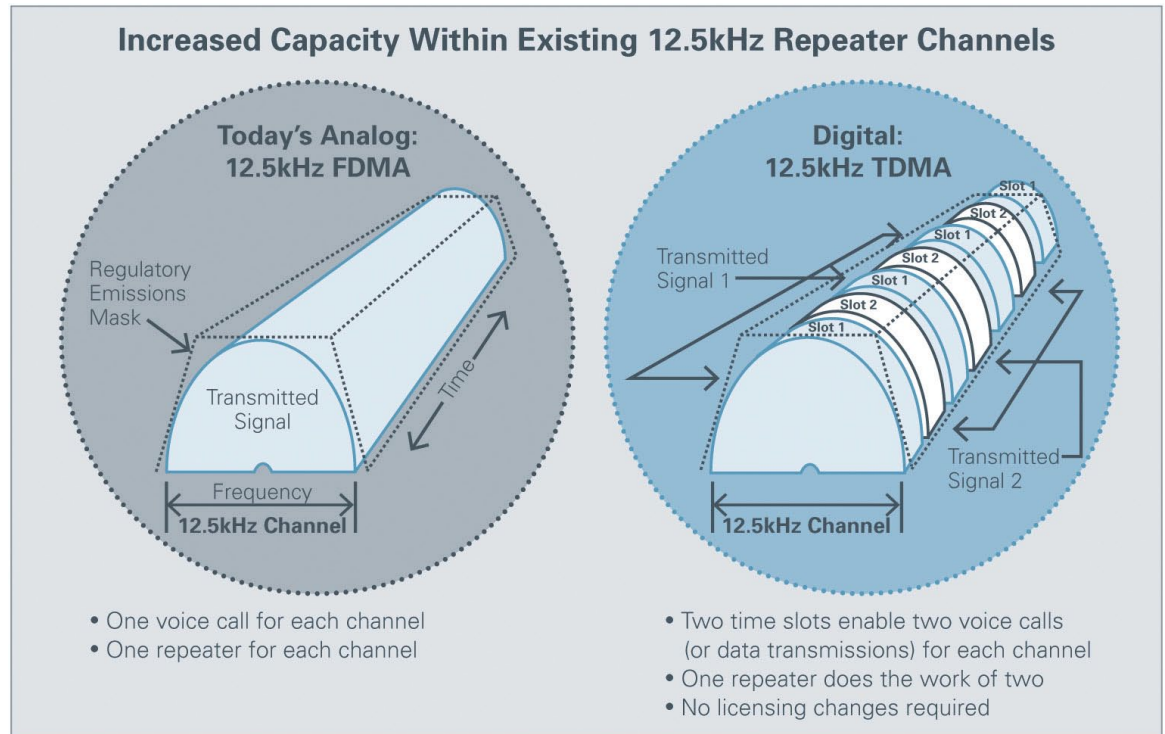 Increased Capacity Within Existing 12.5kHz Repeater Channels
Today's Analog:
12.5kHz FDMA
Regulatory
Emissions
Mask
Transmitted
Signal
Time
Frequency
12.5kHz Channel
• One voice call for each channel
• One repeater for each channel
Digital:
12.5kHz TDMA
Slot 1
Slot 2
Slot 1
Slot 2
Slot 1
Slot 2
Slot 1
Transmitted
Signal 1
Transmitted
Signal 2
12.5kHz Channel
• Two time slots enable two voice calls
(or data transmissions) for each channel
• One repeater does the work of two
• No licensing changes required